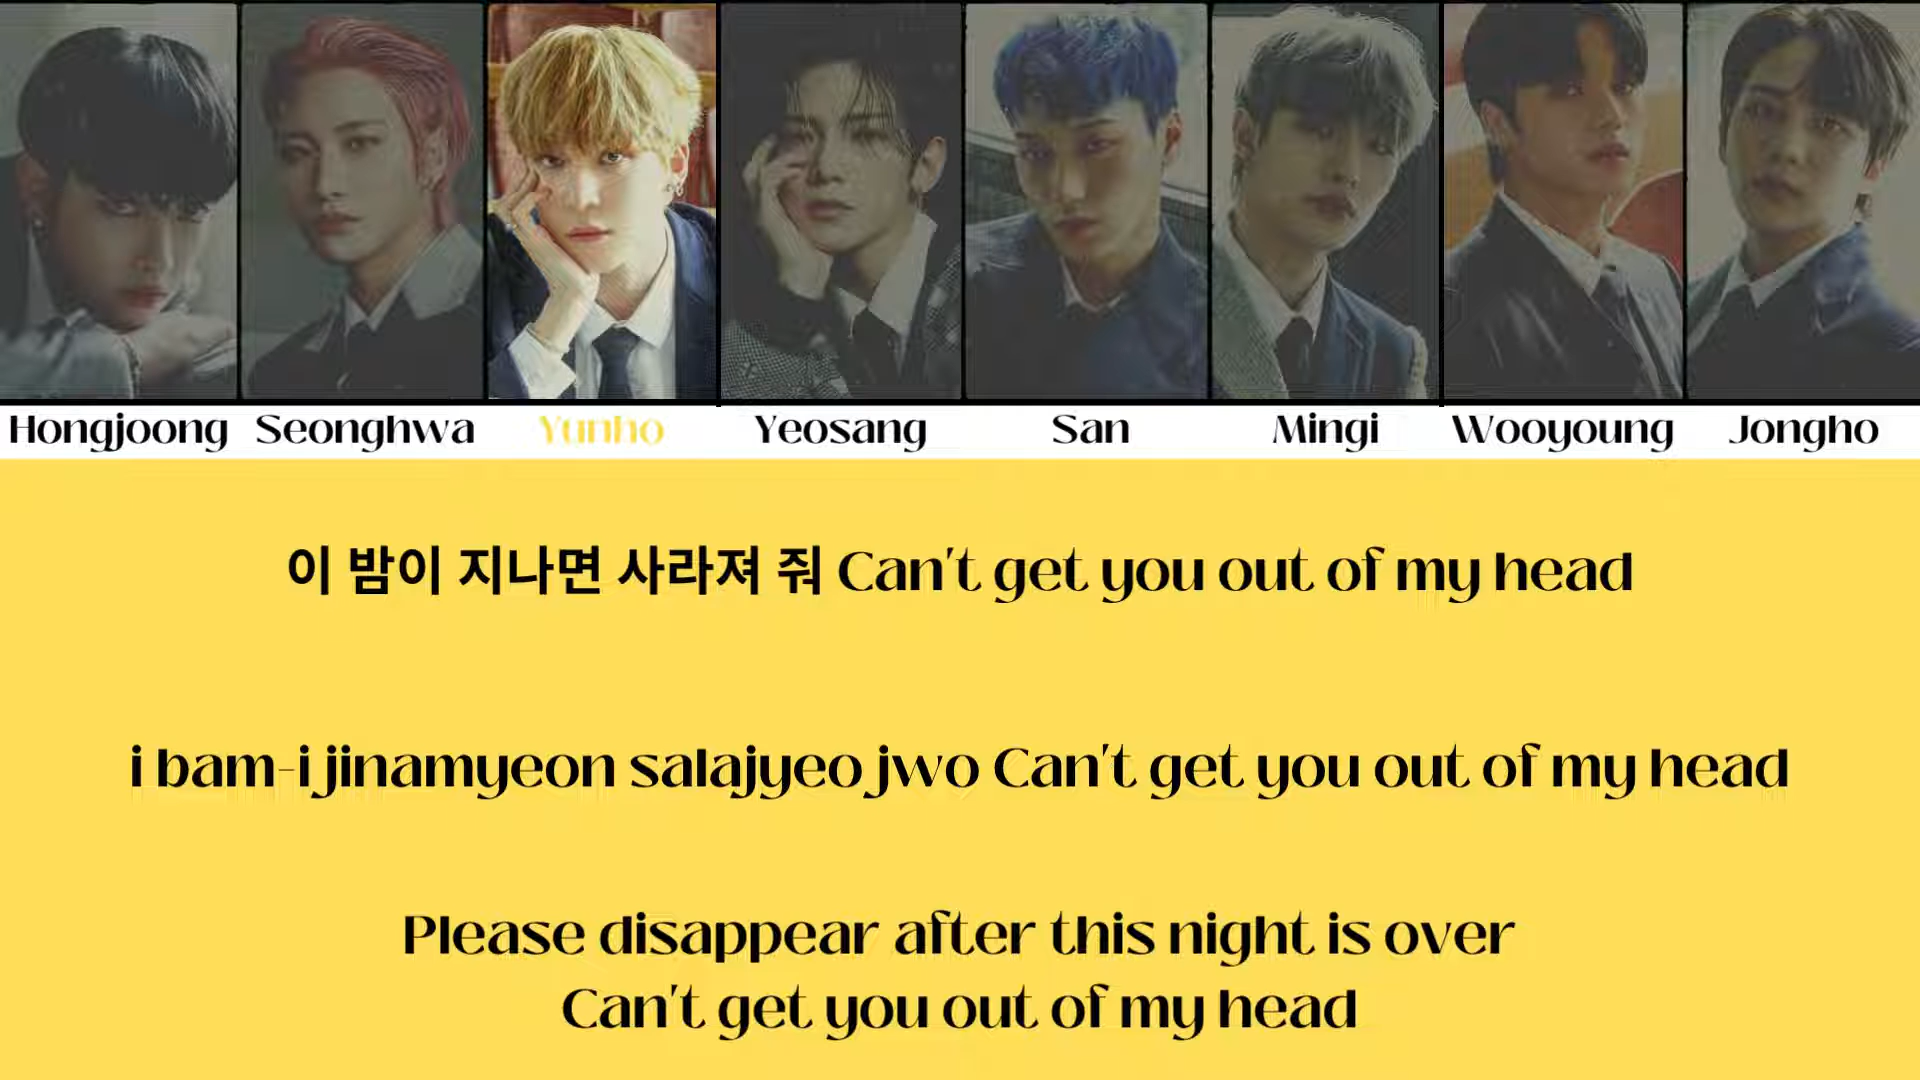 Hongjoong Seonghwa Yunho Yeosang San Mingi Wooyoung Jongho
이 밤이 지나면 사라져 줘 Can't get you out of my head
i bam-i jinamyeon salajyeo jwo Can't get you out of my head
Please disappear after this night is over
Can't get you out of my head